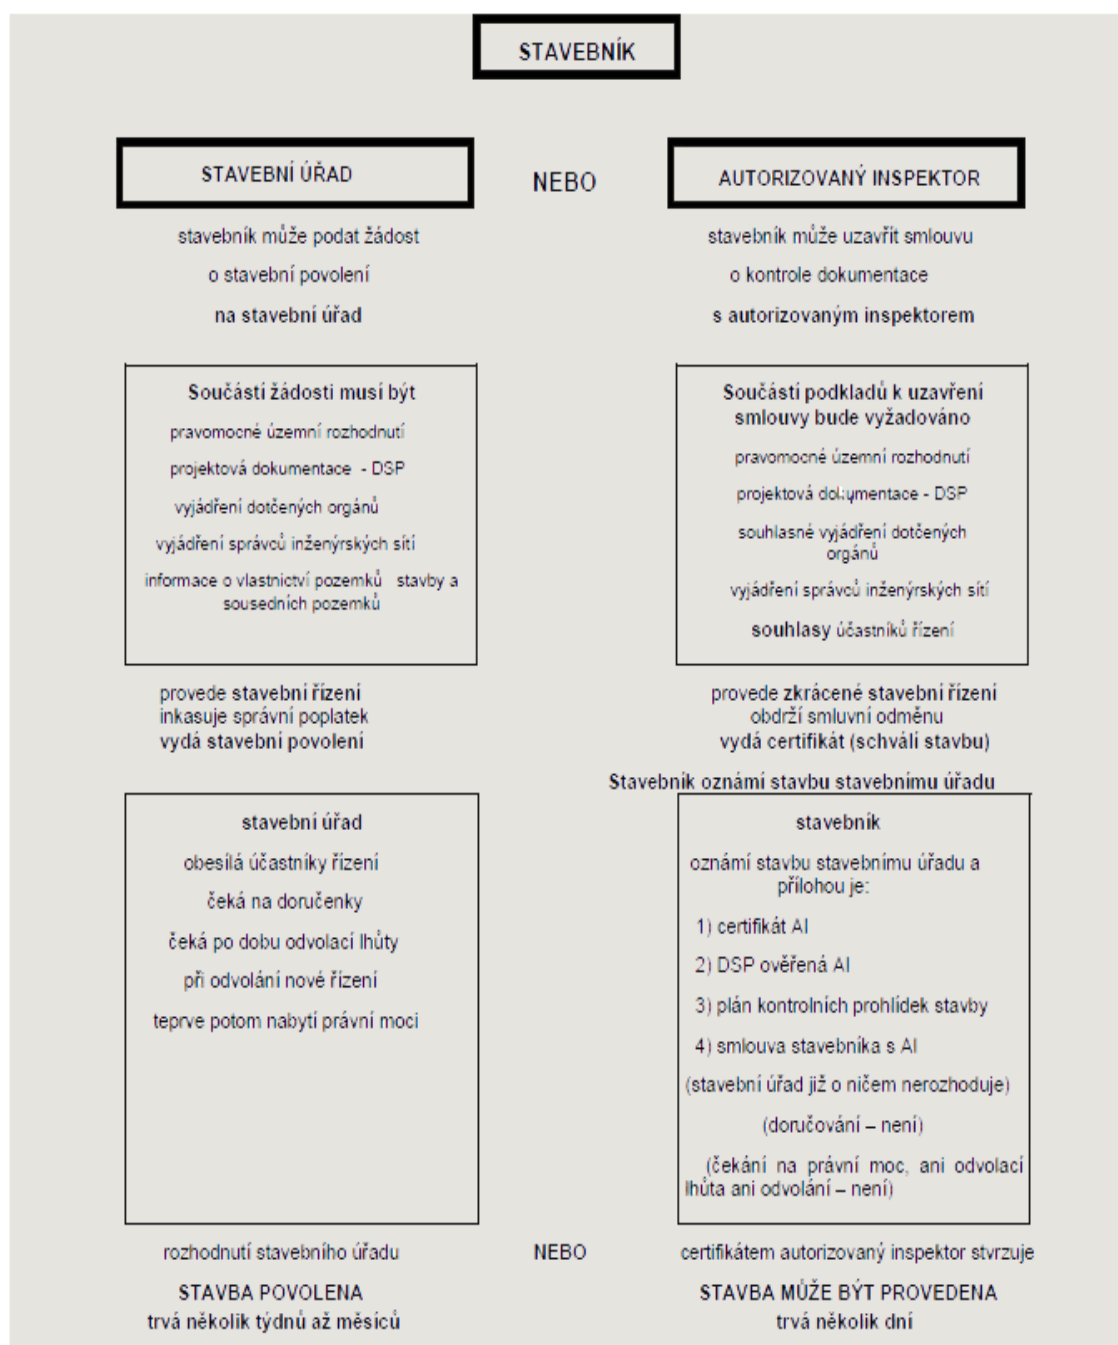 STAVEBNÍK
STAVEBNÍ ÚŘAD
NEBO
AUTORIZOVANÝ INSPEKTOR
stavebník může podat žádost
o stavební povolení
na stavební úřad
stavebník může uzavřít smlouvu
o kontrole dokumentace
s autorizovaným inspektorem
Součástí žádosti musí být
pravomocné územní rozhodnutí
projektová dokumentace - DSP
vyjádření dotčených orgánů
vyjádření správců inženýrských sítí
informace o vlastnictví pozemků stavby a
sousedních pozemků
Součástí podkladů k uzavření
smlouvy bude vyžadováno
pravomocné územní rozhodnutí
projektová dokumentace - DSP
souhlasné vyjádření dotčených
orgánů
vyjádření správců inženýrských sítí
souhlasy účastníků řízení
provede stavební řízení
inkasuje správní poplatek
vydá stavební povolení
provede zkrácené stavební řízení
obdrží smluvní odměnu
vydá certifikát (schválí stavbu)
Stavebník oznámí stavbu stavebnímu úřadu
stavební úřad
obesílá účastníky řízení
čeká na doručenky
čeká po dobu odvolací lhůty
při odvolání nové řízení
teprve potom nabytí právní moci
stavebník
oznámí stavbu stavebnímu úřadu a
přílohou je:
1) certifikát AI
2) DSP ověřená AI
3) plán kontrolních prohlídek stavby
4) smlouva stavebníka s AI
(stavební úřad již o ničem nerozhoduje)
(doručování – není)
(čekání na právní moc, ani odvolací
lhůta ani odvolání – není)
rozhodnutí stavebního úřadu
STAVBA POVOLENA
trvá několik týdnů až měsíců
NEBO
certifikátem autorizovaný inspektor stvrzuje
STAVBA MŮŽE BÝT PROVEDENA
trvá několik dní